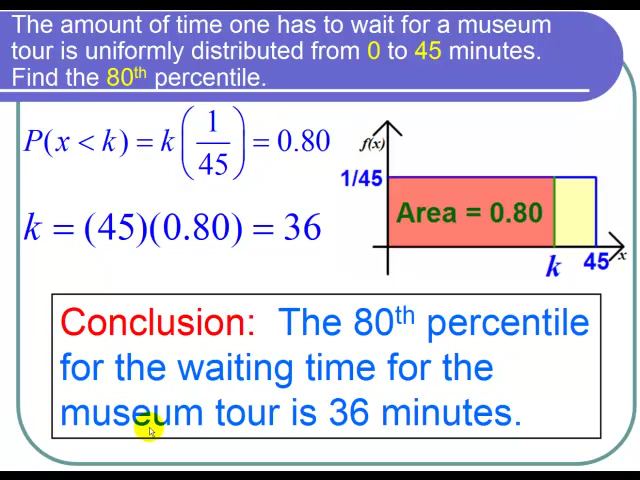 The amount of time one has to wait for a museum
tour is uniformly distributed from 0 to 45 minutes.
Find the 80th percentile.
P(x < k) = k(1/45) = 0.80
k = (45)(0.80) = 36
f(x)
1/45
Area = 0.80
k
45
x
Conclusion: The 80th percentile
for the waiting time for the
museum tour is 36 minutes.